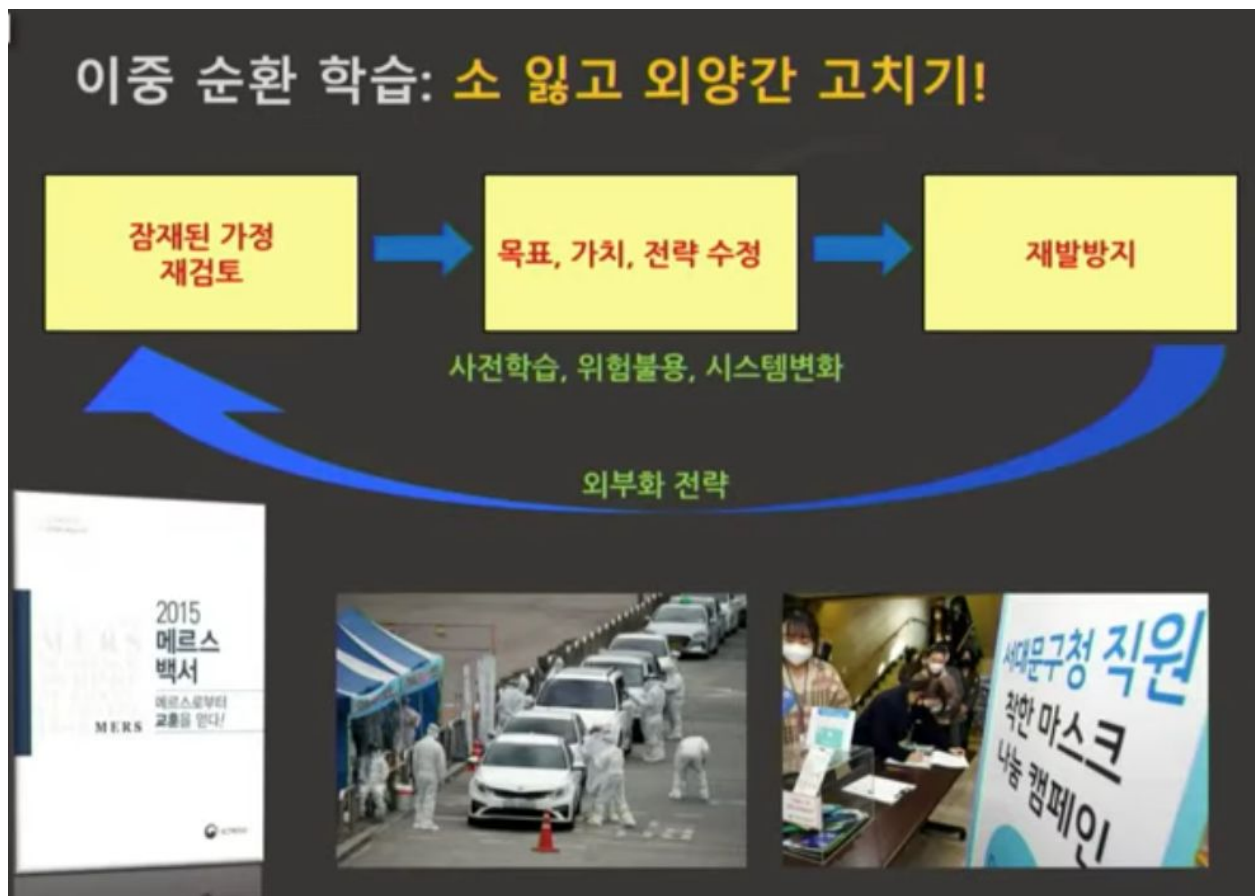 이중 순환 학습: 소 잃고 외양간 고치기!
잠재된 가정
재검토
목표, 가치, 전략 수정
재발방지
사전학습, 위험불용, 시스템변화
외부화 전략
2015
메르스
백서
메르스로부터
교훈을 얻다!
MERS
MERS
서대문구청 직원
착한 마스크
나눔 캠페인